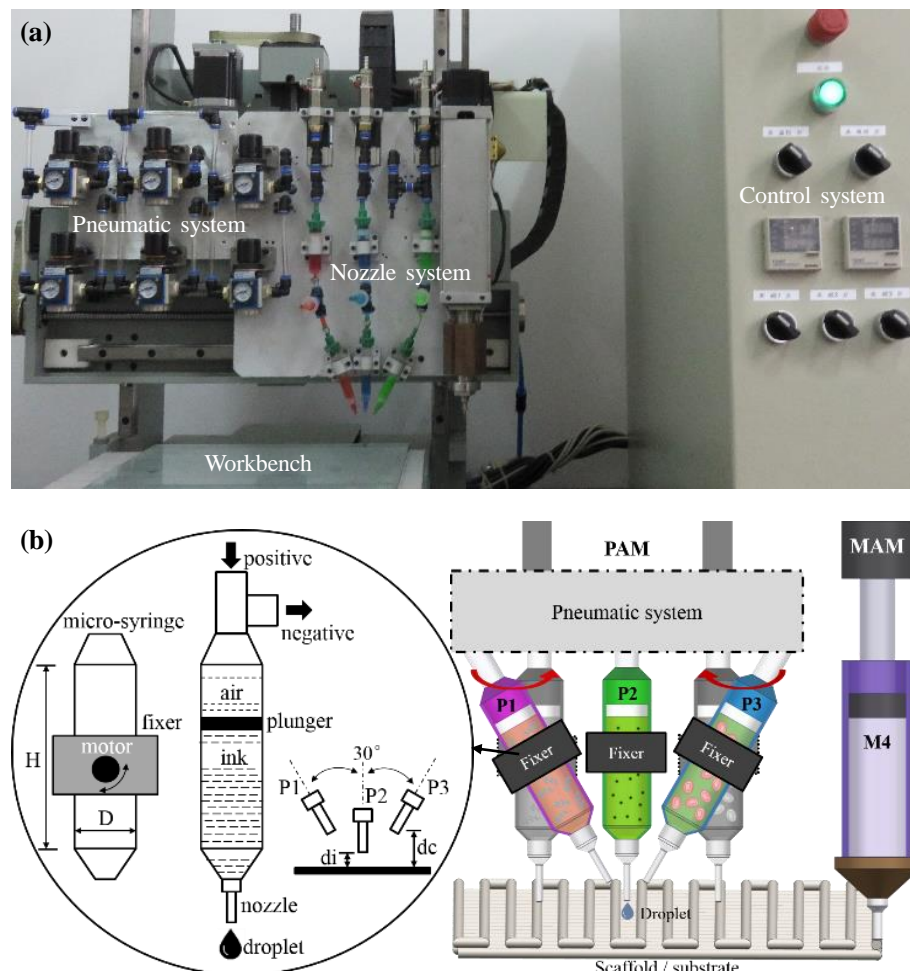 (a)
Pneumatic system
Nozzle system
Control system
Workbench
(b)
positive
negative
micro-syringe
air
plunger
fixer
motor
H
D
ink
30°
P1
P2
P3
di
dc
nozzle
droplet
PAM
MAM
Pneumatic system
P1
P2
P3
Fixer
Fixer
Fixer
M4
Droplet
Scaffold / substrate